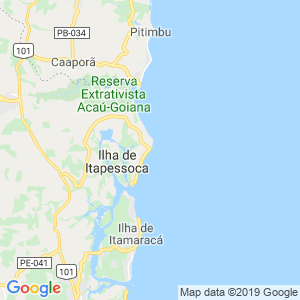 Pitimbu
PB-034
101
Caaporã
Reserva
Extrativista
Acaú-Goiana
Ilha de
Itapessoca
Ilha de
Itamaracá
PE-041
101
Google
Map data ©2019 Google